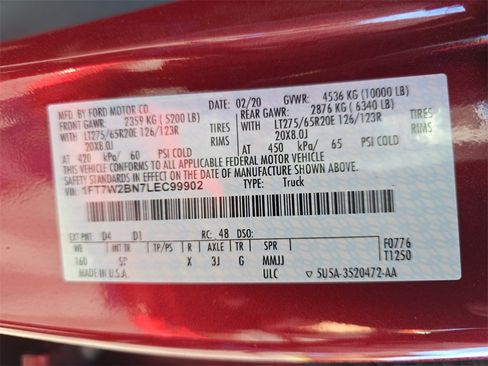 MFD. BY FORD MOTOR CO.
DATE: 02/20 GVWR: 4536 KG (10000 LB)
FRONT GAWR: 2359 KG (5200 LB) REAR GAWR: 2876 KG (6340 LB)
WITH LT275/65R20E 126/123R TIRES WITH LT275/65R20E 126/123R TIRES
20X8.0J RIMS 20X8.0J RIMS
AT 420 kPa/ 60 PSI COLD AT 450 kPa/ 65 PSI COLD
THIS VEHICLE CONFORMS TO ALL APPLICABLE FEDERAL MOTOR VEHICLE
SAFETY STANDARDS IN EFFECT ON THE DATE OF MANUFACTURE SHOWN ABOVE.
VIN: 1FT7W2BN7LEC99902 TYPE: Truck
EXT PNT: D4 D1 RC: 48 DSO: F0776
WB INT TR TP/PS R AXLE TR SPR T1250
160 X 3J G MMJJ
MADE IN U.S.A. ULC 5U5A-3520472-AA